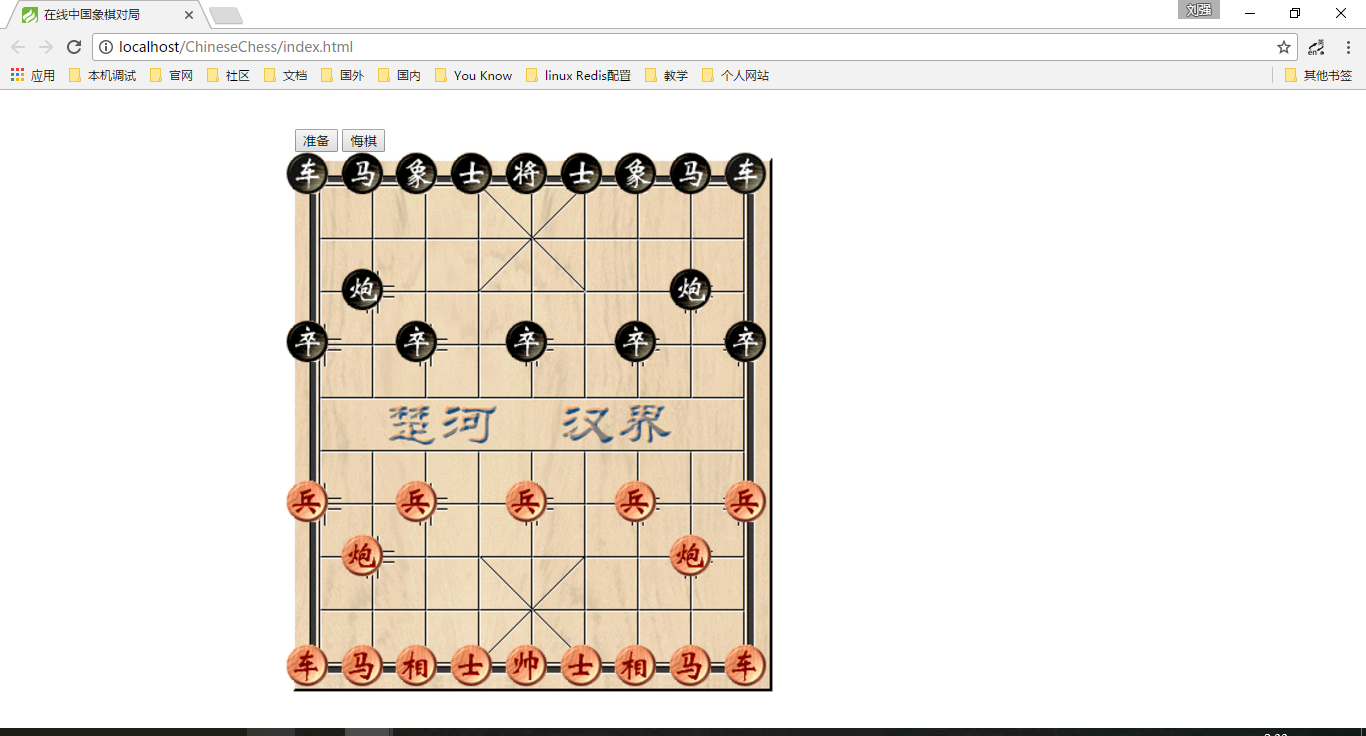 在线中国象棋对局
刘强
localhost/ChineseChess/index.html
应用 本机调试 官网 社区 文档 国外 国内 You Know linux Redis配置 教学 个人网站 其他书签
准备 悔棋
车 马 象 士 将 士 象 马 车
炮 炮
卒 卒 卒 卒 卒
楚河 汉界
兵 兵 兵 兵 兵
炮 炮
车 马 相 士 帅 士 相 马 车